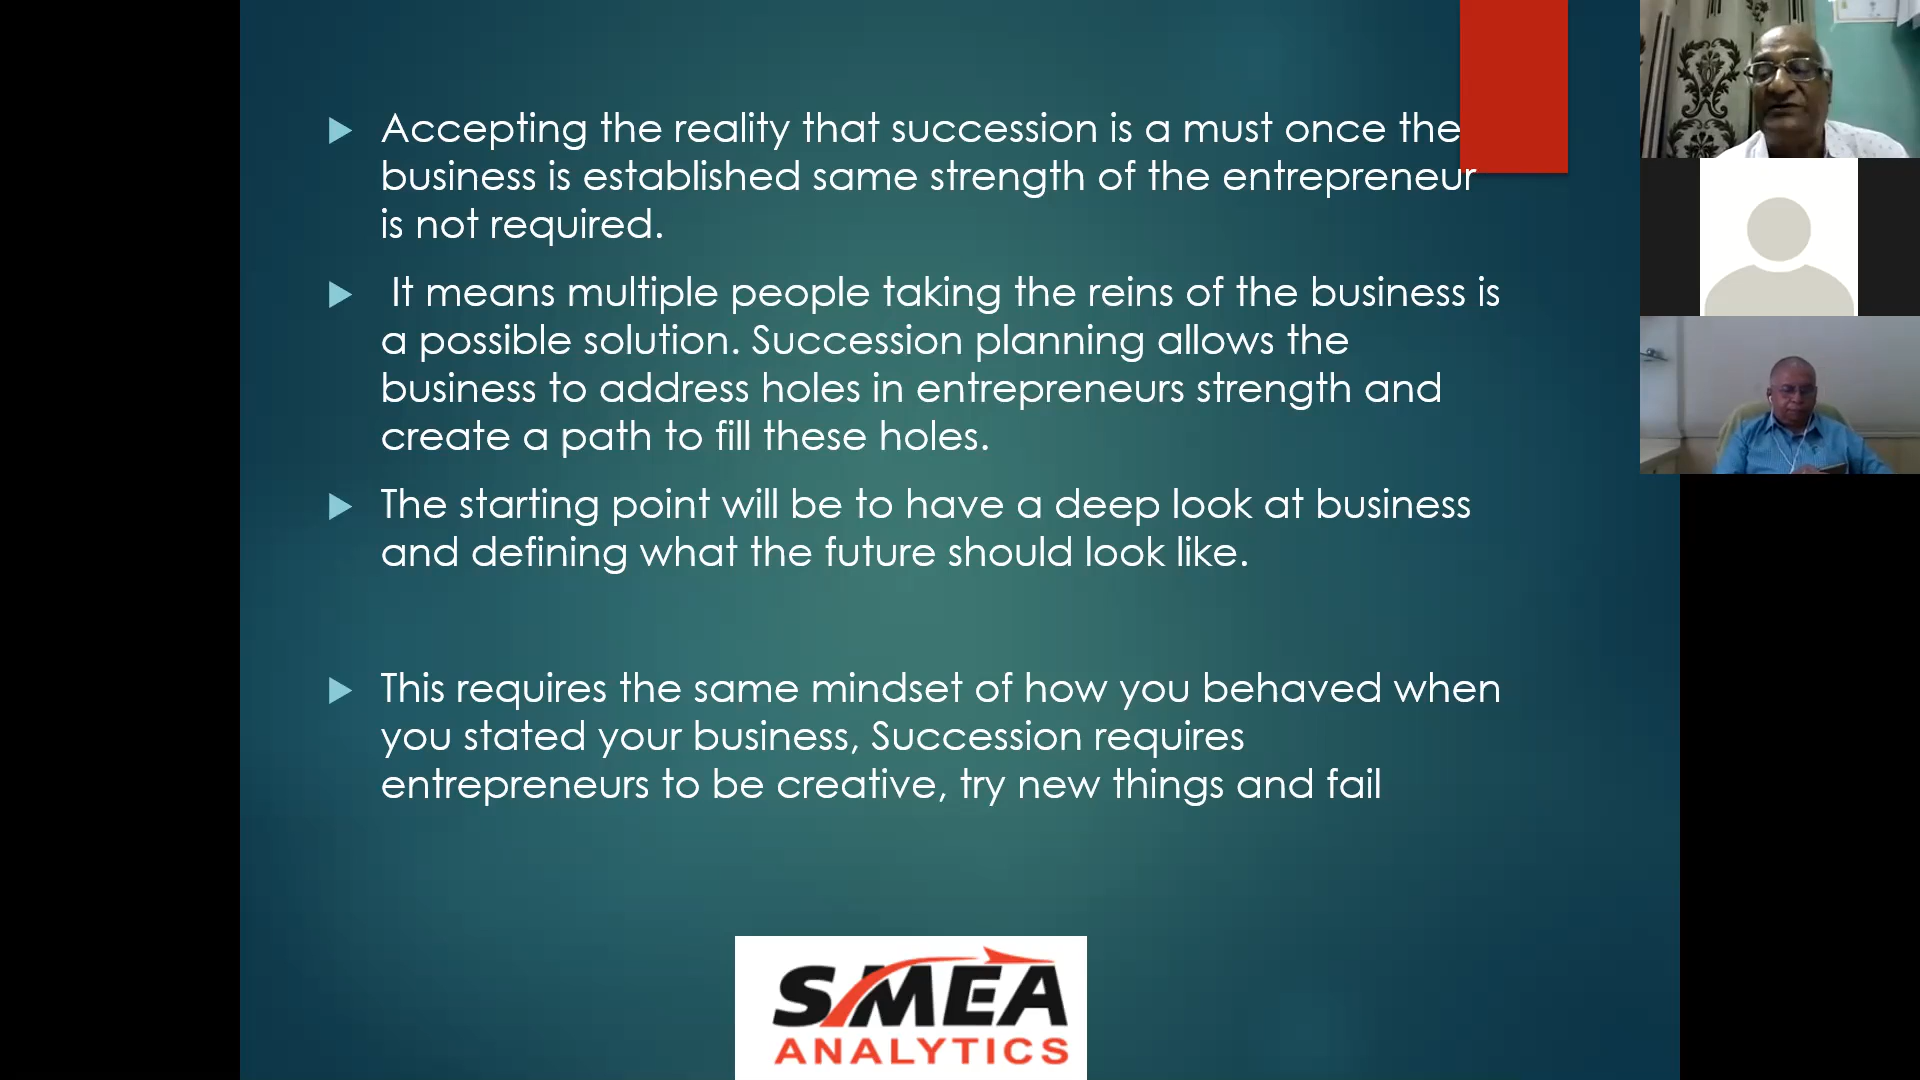 Accepting the reality that succession is a must once the
business is established same strength of the entrepreneur
is not required.
It means multiple people taking the reins of the business is
a possible solution. Succession planning allows the
business to address holes in entrepreneurs strength and
create a path to fill these holes.
The starting point will be to have a deep look at business
and defining what the future should look like.
This requires the same mindset of how you behaved when
you stated your business, Succession requires
entrepreneurs to be creative, try new things and fail
SMEA
ANALYTICS